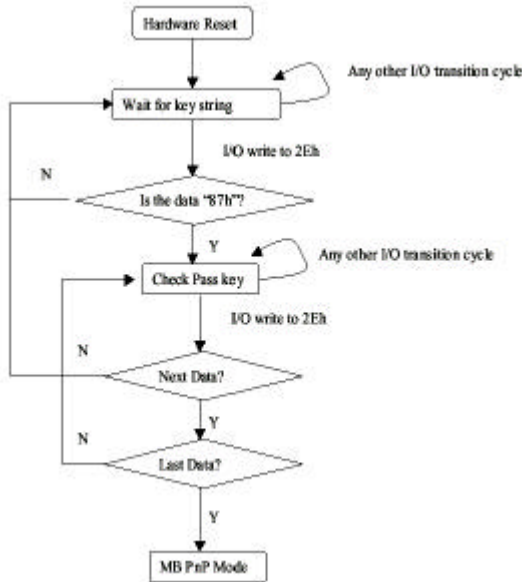 Hardware Reset
Any other I/O transition cycle
Wait for key string
I/O write to 2Eh
N
Is the data “87h”?
Y
Any other I/O transition cycle
Check Pass key
I/O write to 2Eh
N
Next Data?
Y
N
Last Data?
Y
MB PnP Mode